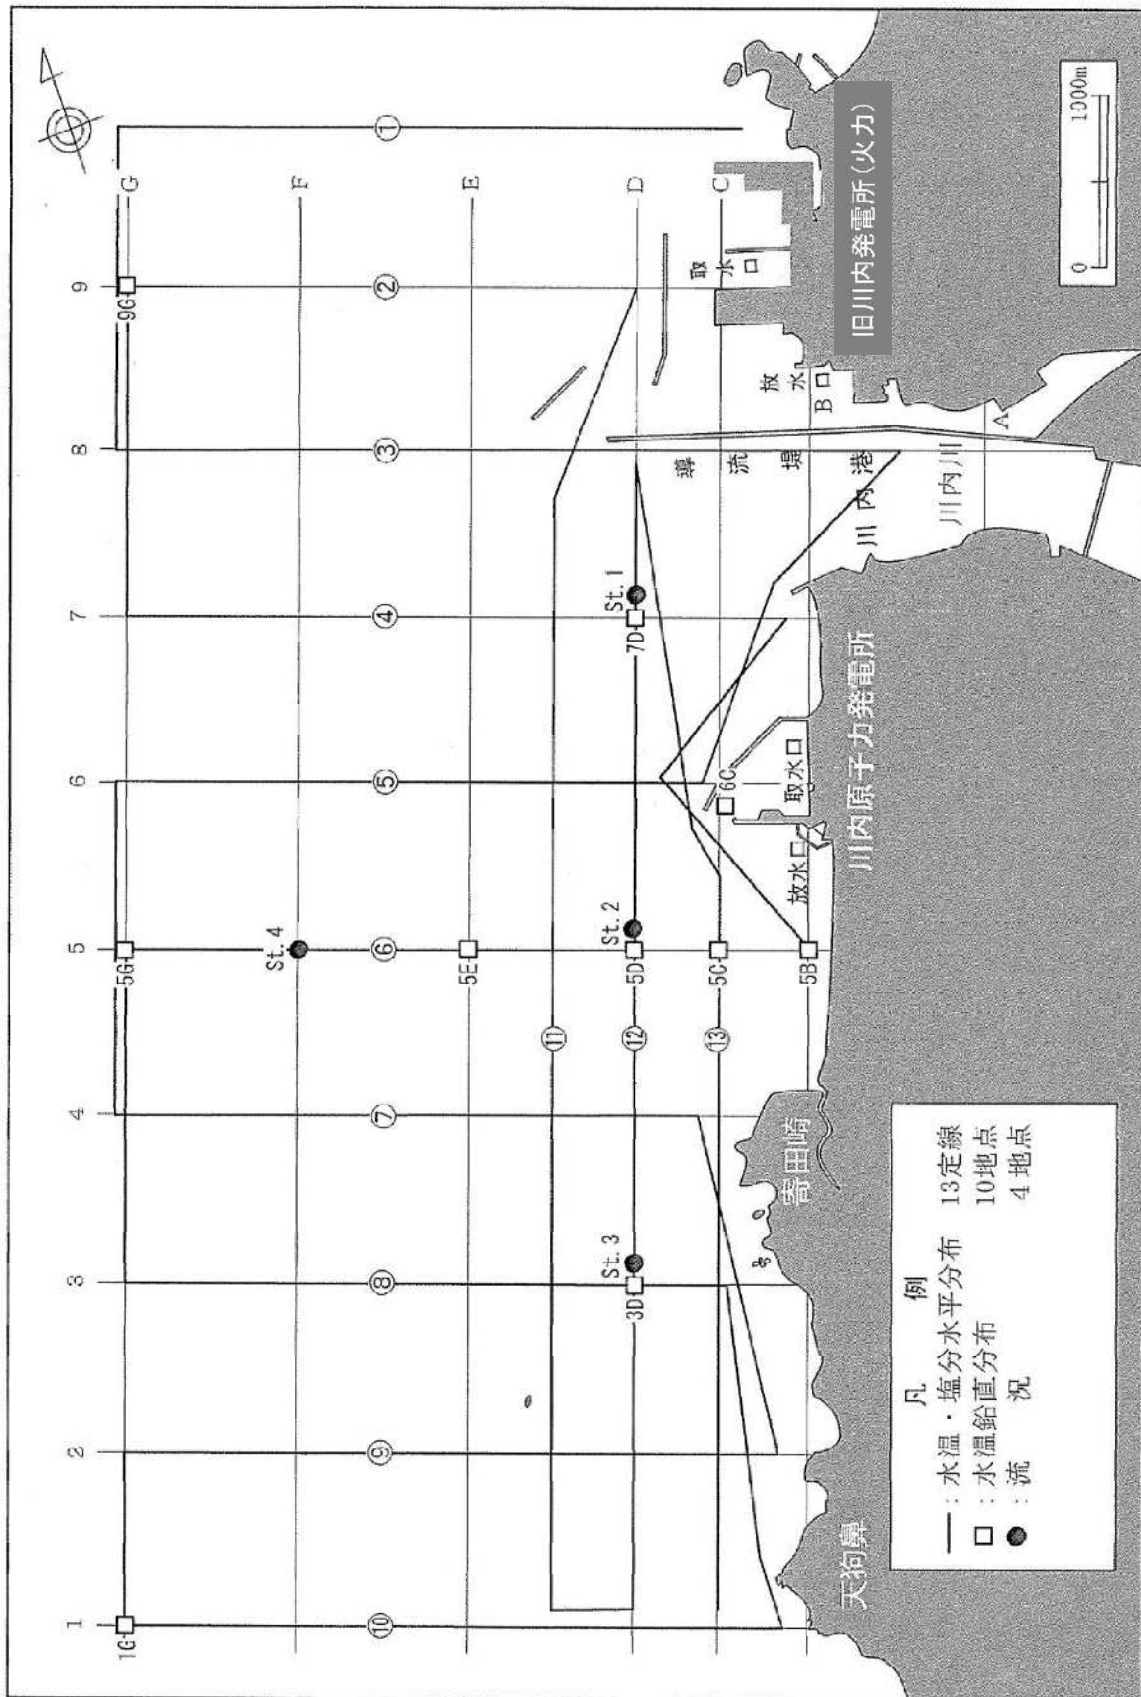 1
2
3
4
5
6
7
8
9
G
F
E
D
C
B
A
①
②
③
④
⑤
⑥
⑦
⑧
⑨
⑩
⑪
⑫
⑬
1G
5G
9G
5E
3D
5D
7D
5C
6C
5B
St.1
St.2
St.3
St.4
取水口
放水口
旧川内発電所(火力)
導流堤
川内港
川内川
取水口
放水口
川内原子力発電所
寄田崎
天狗鼻
0 1000m
凡例
: 水温・塩分水平分布 13定線
: 水温鉛直分布 10地点
: 流況 4地点